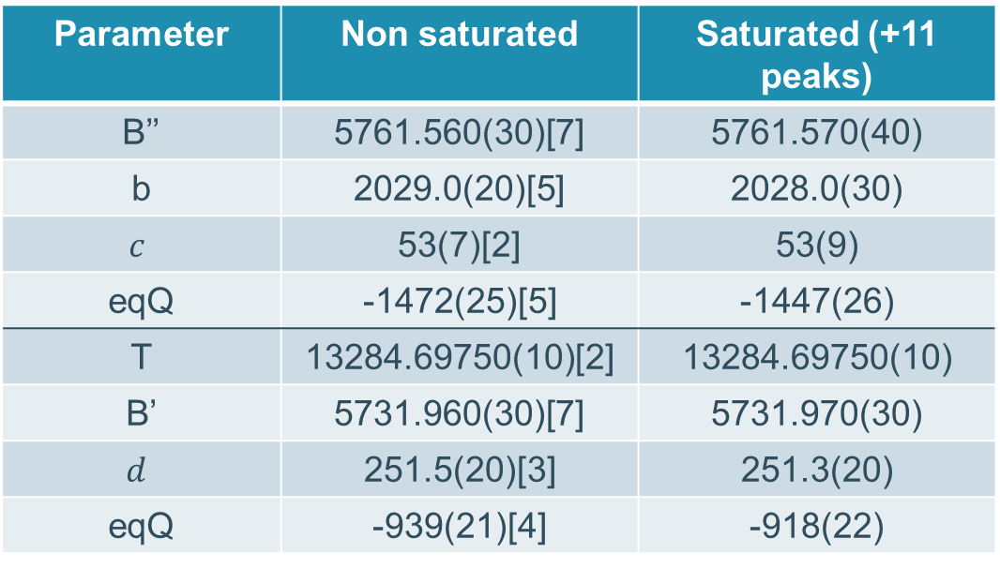 Parameter Non saturated Saturated (+11
peaks)
B” 5761.560(30)[7] 5761.570(40)
b 2029.0(20)[5] 2028.0(30)
c 53(7)[2] 53(9)
eqQ -1472(25)[5] -1447(26)
T 13284.69750(10)[2] 13284.69750(10)
B’ 5731.960(30)[7] 5731.970(30)
d 251.5(20)[3] 251.3(20)
eqQ -939(21)[4] -918(22)